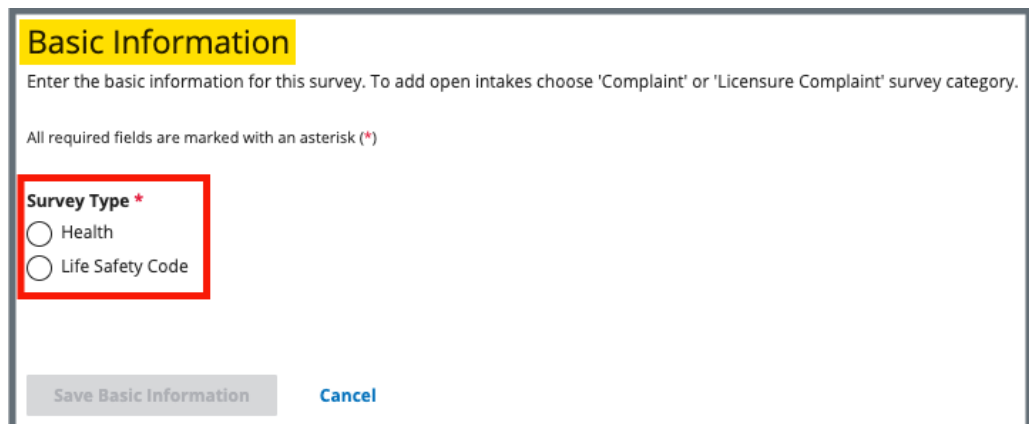 Basic Information
Enter the basic information for this survey. To add open intakes choose 'Complaint' or 'Licensure Complaint' survey category.
All required fields are marked with an asterisk (*)
Survey Type *
Health
Life Safety Code
Save Basic Information Cancel